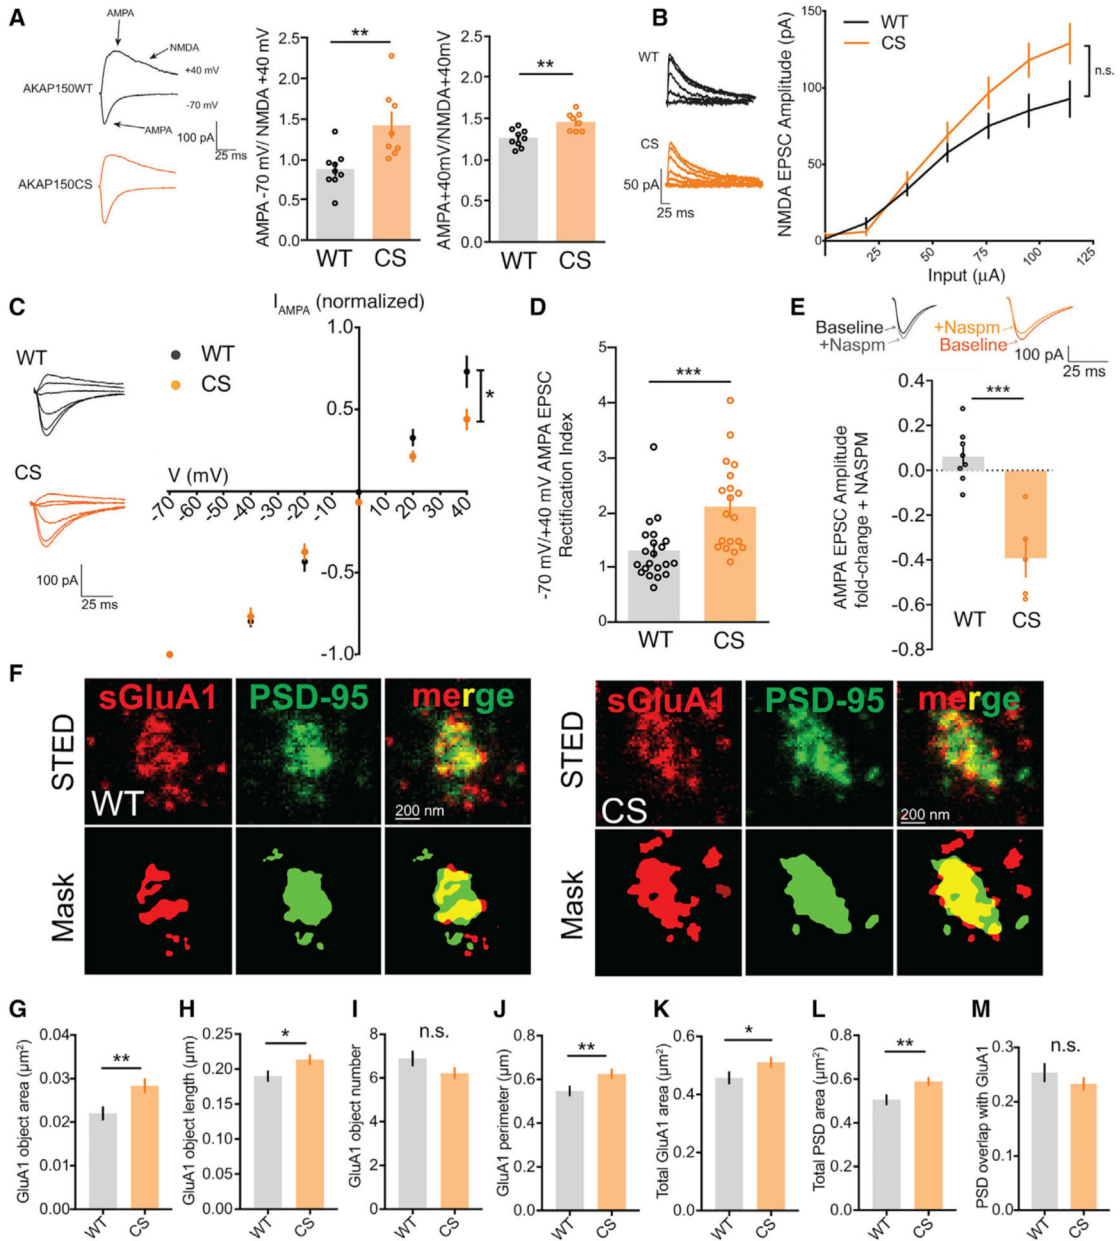 A
AMPA
NMDA
+40 mV
AKAP150WT
-70 mV
AMPA
100 pA
25 ms
AKAP150CS
AMPA -70 mV/ NMDA +40 mV
2.5
2.0
1.5
1.0
0.5
0.0
**
WT
CS
AMPA+40mV/NMDA+40mV
2.5
2.0
1.5
1.0
0.5
0.0
**
WT
CS
B
WT
CS
50 pA
25 ms
NMDA EPSC Amplitude (pA)
150
100
50
0
WT
CS
n.s.
25
50
75
100
125
Input (µA)
C
I AMPA (normalized)
WT
CS
WT
CS
100 pA
25 ms
1.0
0.5
-0.5
-1.0
*
V (mV)
-70
-60
-50
-40
-30
-20
-10
10
20
30
40
D
-70 mV/+40 mV AMPA EPSC
Rectification Index
5
4
3
2
1
0
***
WT
CS
E
Baseline
+Naspm
+Naspm
Baseline
100 pA
25 ms
AMPA EPSC Amplitude
fold-change + NASPM
0.4
0.2
0.0
-0.2
-0.4
-0.6
-0.8
***
WT
CS
F
STED
sGluA1
PSD-95
merge
WT
200 nm
Mask
STED
sGluA1
PSD-95
merge
CS
200 nm
Mask
G
GluA1 object area (µm²)
0.04
0.03
0.02
0.01
0.00
**
WT
CS
H
GluA1 object length (µm)
0.25
0.20
0.15
0.10
0.05
0.00
*
WT
CS
I
GluA1 object number
8
6
4
2
0
n.s.
WT
CS
J
GluA1 perimeter (µm)
0.8
0.6
0.4
0.2
0.0
**
WT
CS
K
Total GluA1 area (µm²)
0.6
0.4
0.2
0.0
*
WT
CS
L
Total PSD area (µm²)
0.8
0.6
0.4
0.2
0.0
**
WT
CS
M
PSD overlap with GluA1
0.3
0.2
0.1
0.0
n.s.
WT
CS